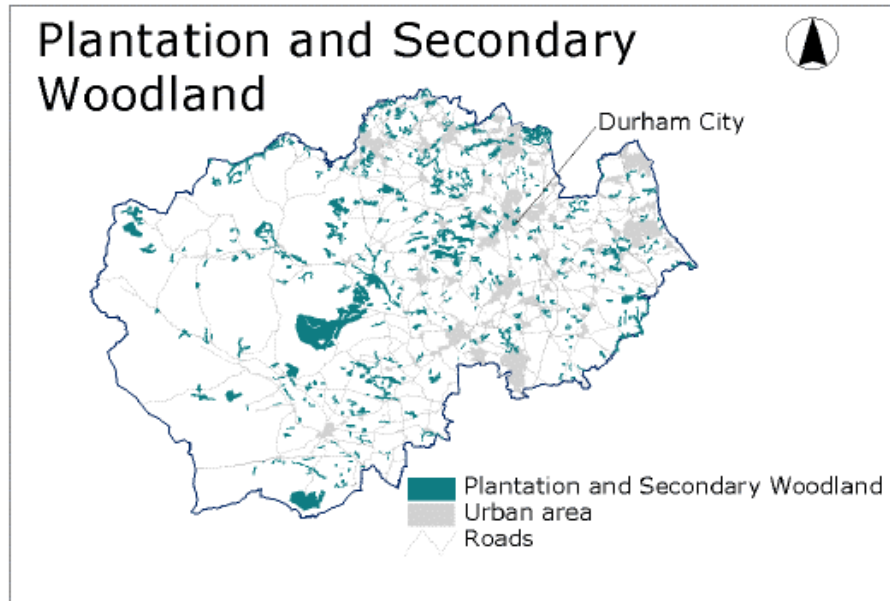 Plantation and Secondary
Woodland
Durham City
Plantation and Secondary Woodland
Urban area
Roads